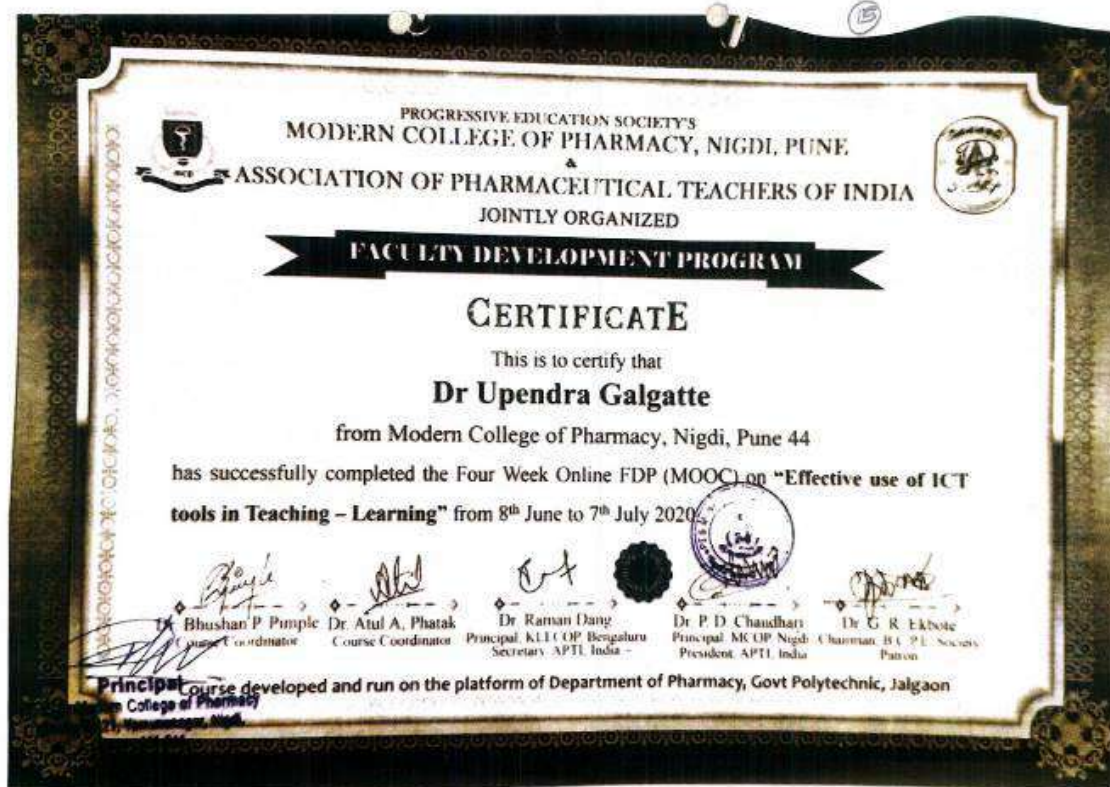 15
PROGRESSIVE EDUCATION SOCIETY'S
MODERN COLLEGE OF PHARMACY, NIGDI, PUNE
&
ASSOCIATION OF PHARMACEUTICAL TEACHERS OF INDIA
JOINTLY ORGANIZED
FACULTY DEVELOPMENT PROGRAM
CERTIFICATE
This is to certify that
Dr Upendra Galgatte
from Modern College of Pharmacy, Nigdi, Pune 44
has successfully completed the Four Week Online FDP (MOOC) on “Effective use of ICT
tools in Teaching – Learning” from 8th June to 7th July 2020
Bhushan P Pimple
Course Coordinator
Dr. Atul A. Phatak
Course Coordinator
Dr Raman Dang
Principal, KLE COP Bengaluru
Secretary APTI, India
Dr P. D. Chaudhari
Principal MCOP Nigdi
President, APTI, India
Dr G. R. Ekbote
Chairman B.C. P.E. Society
Patron
Course developed and run on the platform of Department of Pharmacy, Govt Polytechnic, Jalgaon
Principal
College of Pharmacy